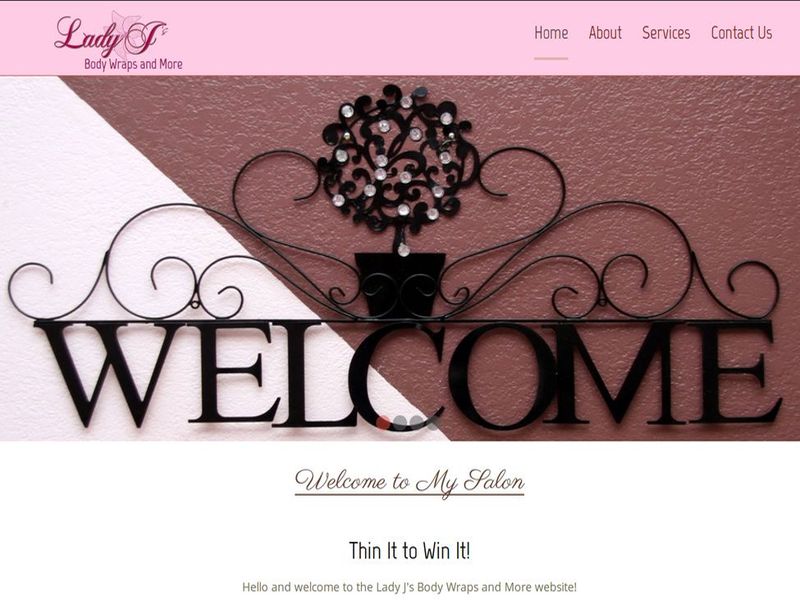 Lady J's
Body Wraps and More
Home About Services Contact Us
WELCOME
Welcome to My Salon
Thin It to Win It!
Hello and welcome to the Lady J's Body Wraps and More website!